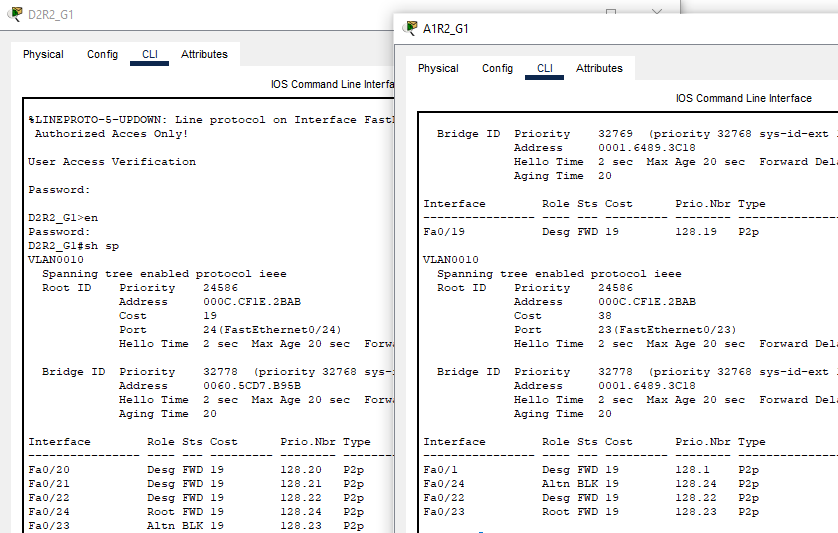 D2R2_G1
Physical Config CLI Attributes
IOS Command Line Interfa
%LINEPROTO-5-UPDOWN: Line protocol on Interface Fast
Authorized Acces Only!
User Access Verification
Password:
D2R2_G1>en
Password:
D2R2_G1#sh sp
VLAN0010
Spanning tree enabled protocol ieee
Root ID Priority 24586
Address 000C.CF1E.2BAB
Cost 19
Port 24(FastEthernet0/24)
Hello Time 2 sec Max Age 20 sec Forw
Bridge ID Priority 32778 (priority 32768 sys-
Address 0060.5CD7.B95B
Hello Time 2 sec Max Age 20 sec Forw
Aging Time 20
Interface Role Sts Cost Prio.Nbr Type
---------------- ---- --- --------- -------- ----
Fa0/20 Desg FWD 19 128.20 P2p
Fa0/21 Desg FWD 19 128.21 P2p
Fa0/22 Desg FWD 19 128.22 P2p
Fa0/24 Root FWD 19 128.24 P2p
Fa0/23 Altn BLK 19 128.23 P2p
A1R2_G1
Physical Config CLI Attributes
IOS Command Line Interface
Bridge ID Priority 32769 (priority 32768 sys-id-ext
Address 0001.6489.3C18
Hello Time 2 sec Max Age 20 sec Forward Del
Aging Time 20
Interface Role Sts Cost Prio.Nbr Type
---------------- ---- --- --------- -------- ----------
Fa0/19 Desg FWD 19 128.19 P2p
VLAN0010
Spanning tree enabled protocol ieee
Root ID Priority 24586
Address 000C.CF1E.2BAB
Cost 38
Port 23(FastEthernet0/23)
Hello Time 2 sec Max Age 20 sec Forward Del
Bridge ID Priority 32778 (priority 32768 sys-id-ext
Address 0001.6489.3C18
Hello Time 2 sec Max Age 20 sec Forward Del
Aging Time 20
Interface Role Sts Cost Prio.Nbr Type
---------------- ---- --- --------- -------- ----------
Fa0/1 Desg FWD 19 128.1 P2p
Fa0/24 Altn BLK 19 128.24 P2p
Fa0/22 Desg FWD 19 128.22 P2p
Fa0/23 Root FWD 19 128.23 P2p